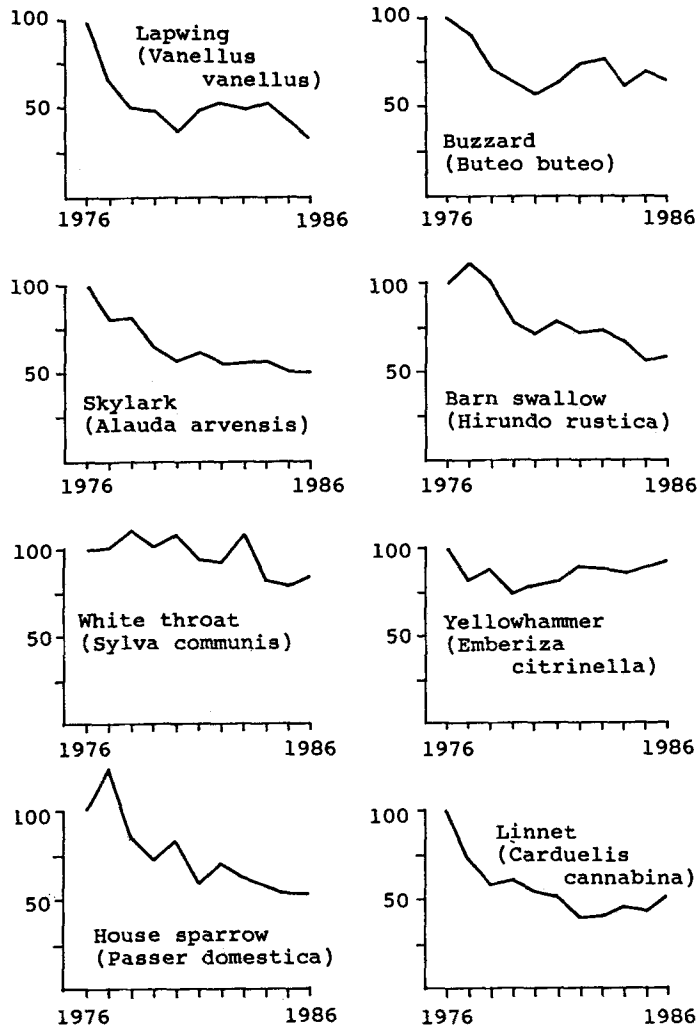 100
50
Lapwing
(Vanellus
vanellus)
1976
1986
100
50
Buzzard
(Buteo buteo)
1976
1986
100
50
Skylark
(Alauda arvensis)
1976
1986
100
50
Barn swallow
(Hirundo rustica)
1976
1986
100
50
White throat
(Sylva communis)
1976
1986
100
50
Yellowhammer
(Emberiza
citrinella)
1976
1986
100
50
House sparrow
(Passer domestica)
1976
1986
100
50
Linnet
(Carduelis
cannabina)
1976
1986